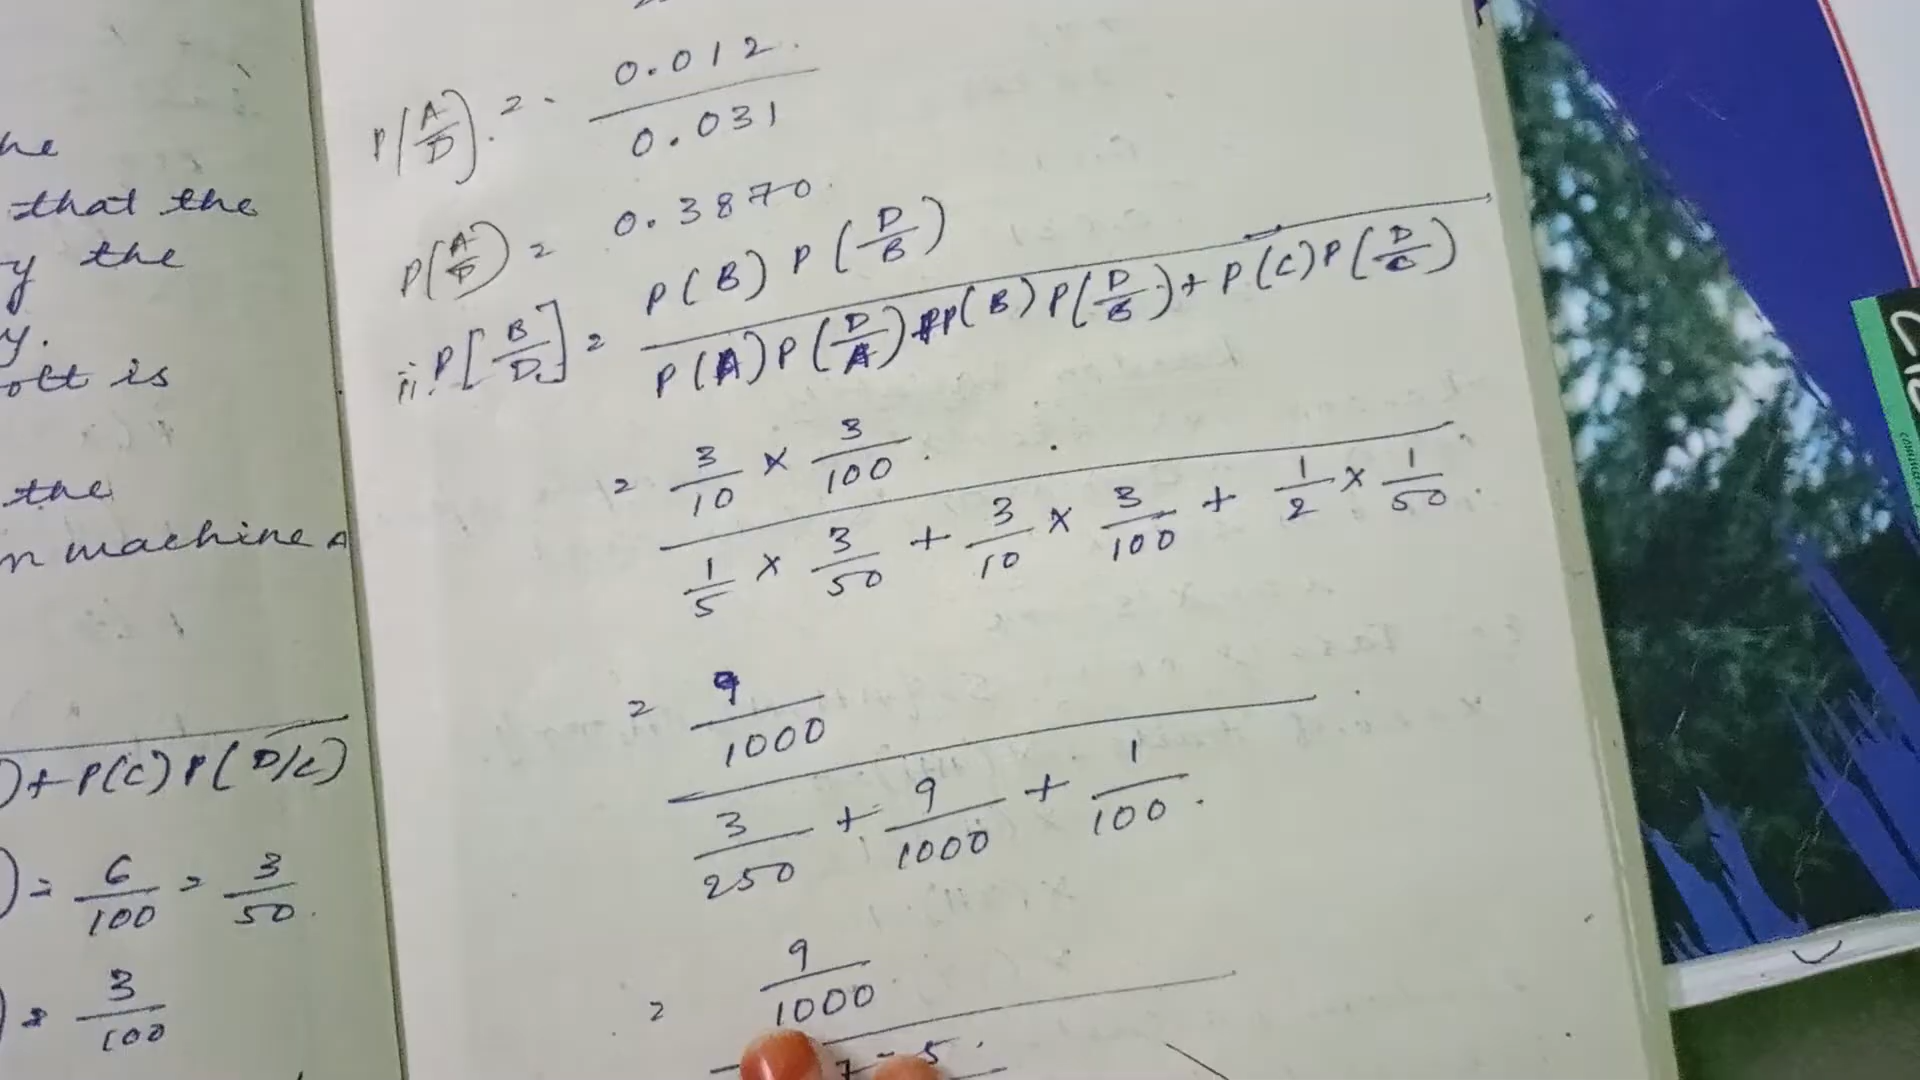 he
that the
y the
y.
olt is
the
n machine A
) + P(C) P(D/C)
) = 6/100 = 3/50.
) = 3/100
P(A/D) = 0.012 / 0.031
P(A/D) = 0.3870
ii. P[B/D] = P(B) P(D/B) / P(A) P(D/A) + P(B) P(D/B) + P(C) P(D/C)
= 3/10 × 3/100 / 1/5 × 3/50 + 3/10 × 3/100 + 1/2 × 1/50
= 9/1000 / 3/250 + 9/1000 + 1/100
= 9/1000